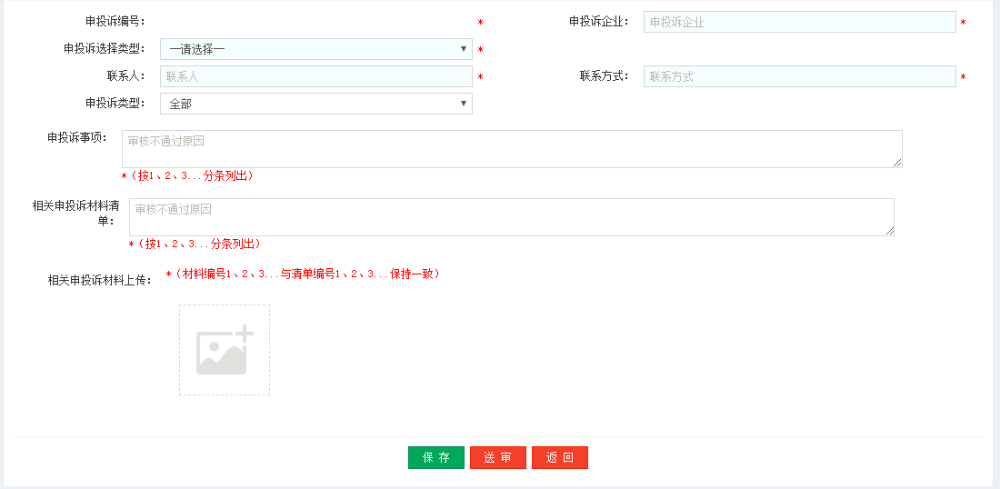 申投诉编号： *
申投诉企业： 申投诉企业 *
申投诉选择类型： 一请选择一 *
联系人： 联系人 *
联系方式： 联系方式 *
申投诉类型： 全部
申投诉事项： 审核不通过原因
*（按1、2、3...分条列出）
相关申投诉材料清
单： 审核不通过原因
*（按1、2、3...分条列出）
相关申投诉材料上传： *（材料编号1、2、3...与清单编号1、2、3...保持一致）
保 存 送 审 返 回